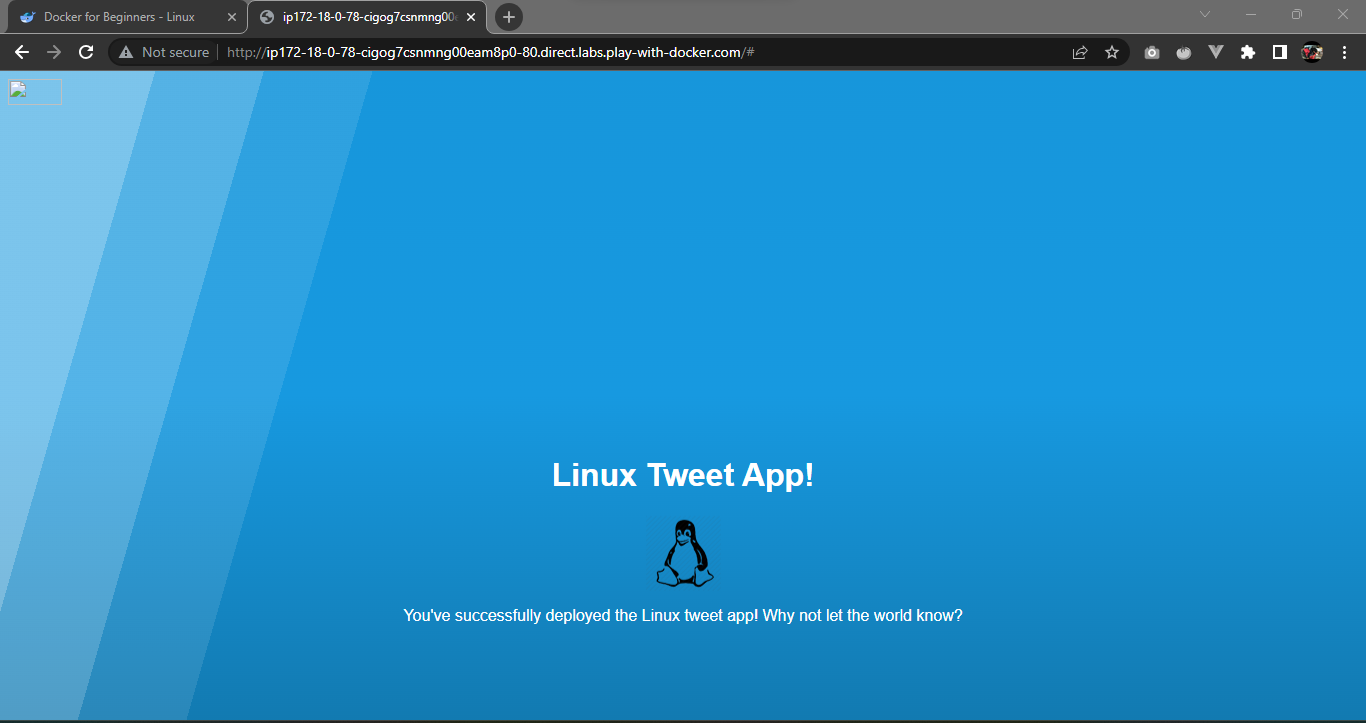 Docker for Beginners - Linux
ip172-18-0-78-cigog7csnmng00e
Not secure
http://ip172-18-0-78-cigog7csnmng00eam8p0-80.direct.labs.play-with-docker.com/#
Linux Tweet App!
You've successfully deployed the Linux tweet app! Why not let the world know?